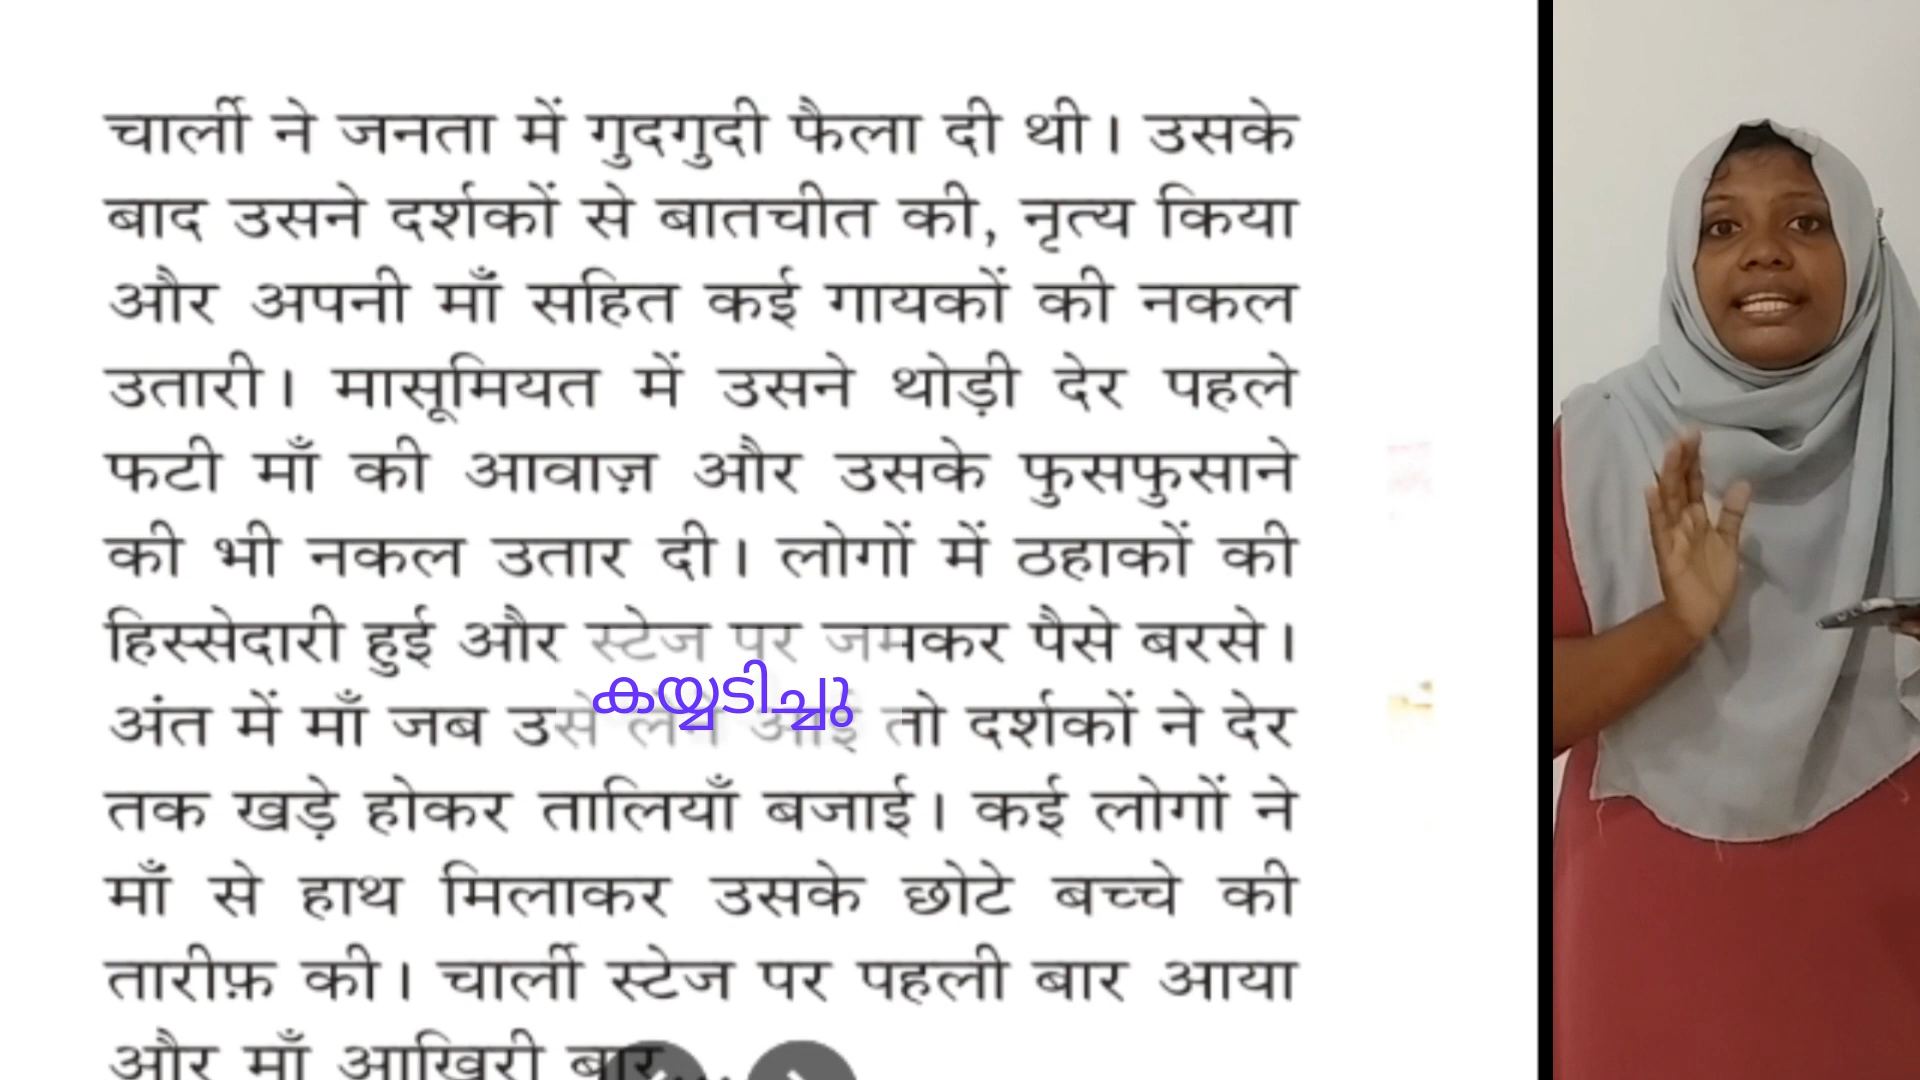 चार्ली ने जनता में गुदगुदी फैला दी थी। उसके
बाद उसने दर्शकों से बातचीत की, नृत्य किया
और अपनी माँ सहित कई गायकों की नकल
उतारी। मासूमियत में उसने थोड़ी देर पहले
फटी माँ की आवाज़ और उसके फुसफुसाने
की भी नकल उतार दी। लोगों में ठहाकों की
हिस्सेदारी हुई और स्टेज पर जमकर पैसे बरसे।
കയ്യടിച്ചു
अंत में माँ जब उसे लेने आई तो दर्शकों ने देर
तक खड़े होकर तालियाँ बजाई। कई लोगों ने
माँ से हाथ मिलाकर उसके छोटे बच्चे की
तारीफ़ की। चार्ली स्टेज पर पहली बार आया
और माँ आखिरी बार...